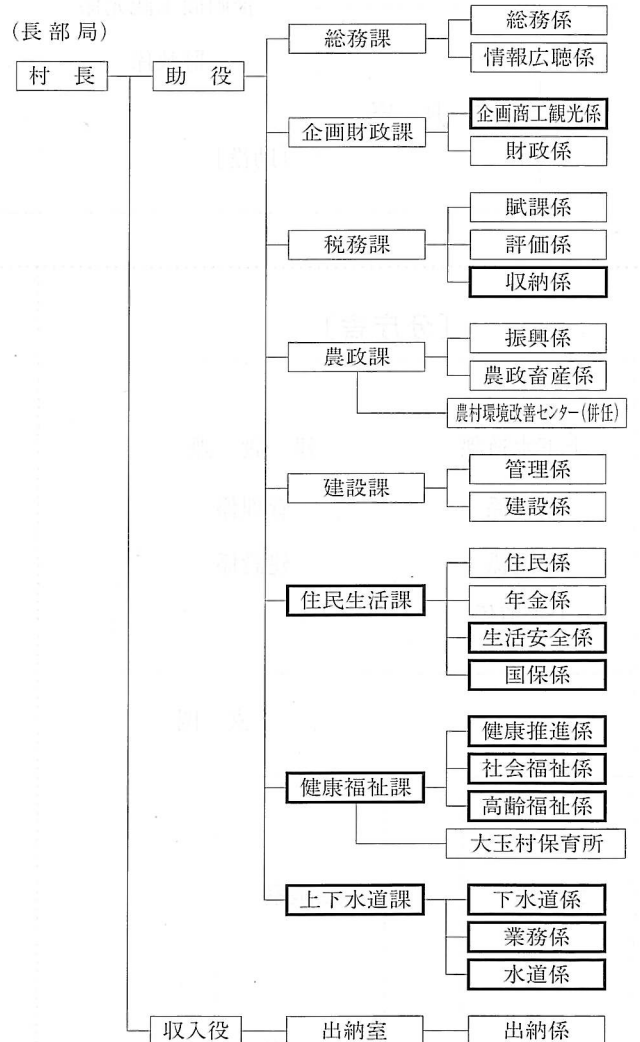 (長部局)
村長
助役
総務課
総務係
情報広聴係
企画財政課
企画商工観光係
財政係
税務課
賦課係
評価係
収納係
農政課
振興係
農政畜産係
農村環境改善センター(併任)
建設課
管理係
建設係
住民生活課
住民係
年金係
生活安全係
国保係
健康福祉課
健康推進係
社会福祉係
高齢福祉係
大玉村保育所
上下水道課
下水道係
業務係
水道係
収入役
出納室
出納係